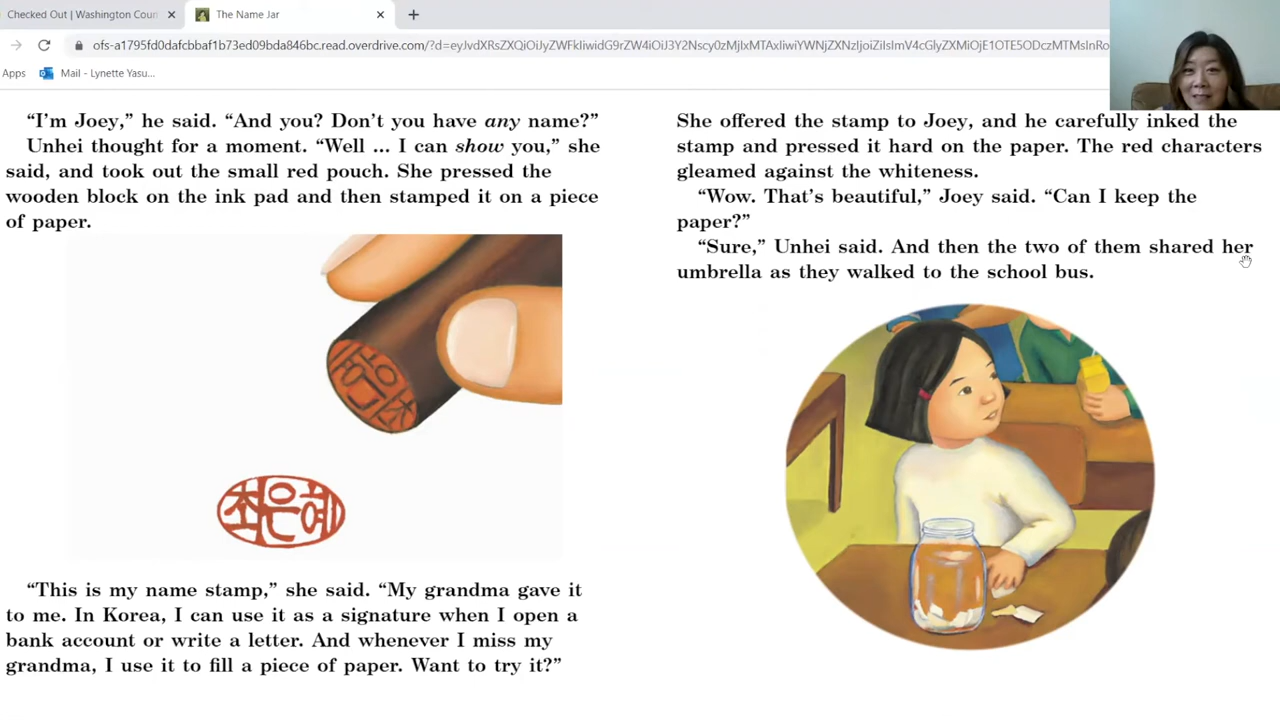 Checked Out | Washington Coun
The Name Jar
ofs-a1795fd0dafcbbaf1b73ed09bda846bc.read.overdrive.com/
Apps
Mail - Lynette Yasu...
“I’m Joey,” he said. “And you? Don’t you have any name?”
Unhei thought for a moment. “Well ... I can show you,” she
said, and took out the small red pouch. She pressed the
wooden block on the ink pad and then stamped it on a piece
of paper.
최은혜
“This is my name stamp,” she said. “My grandma gave it
to me. In Korea, I can use it as a signature when I open a
bank account or write a letter. And whenever I miss my
grandma, I use it to fill a piece of paper. Want to try it?”
She offered the stamp to Joey, and he carefully inked the
stamp and pressed it hard on the paper. The red characters
gleamed against the whiteness.
“Wow. That’s beautiful,” Joey said. “Can I keep the
paper?”
“Sure,” Unhei said. And then the two of them shared her
umbrella as they walked to the school bus.